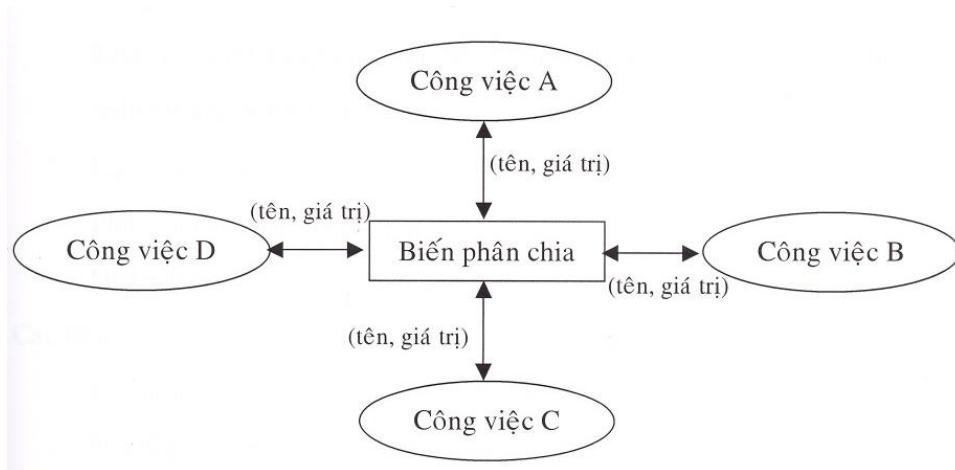 Công việc A
(tên, giá trị)
(tên, giá trị)
Công việc D
Biến phân chia
Công việc B
(tên, giá trị)
(tên, giá trị)
Công việc C